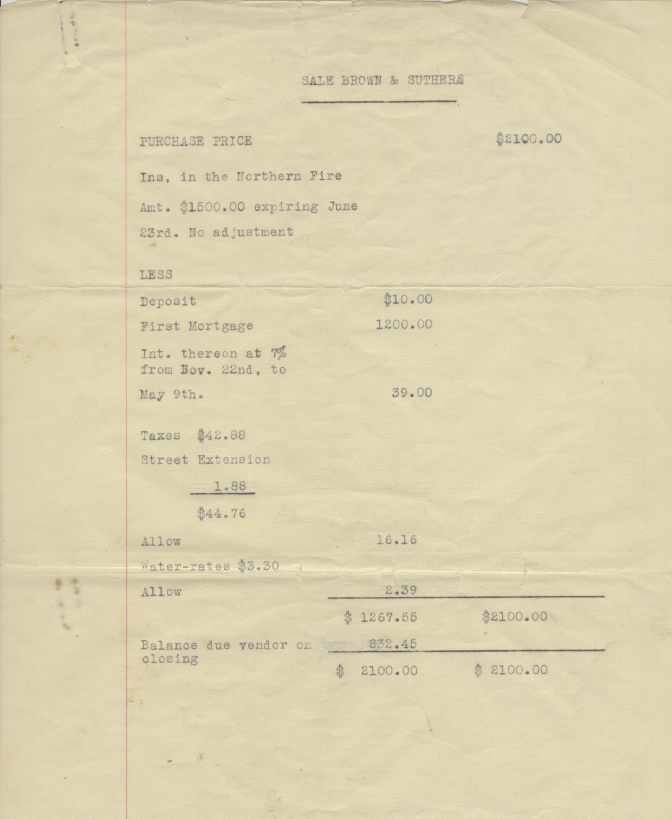 SALE BROWN & SUTHERS
PURCHASE PRICE $2100.00
Ins, in the Northern Fire
Amt. $1500.00 expiring June
23rd. No adjustment
LESS
Deposit $10.00
First Mortgage 1200.00
Int. thereon at 7%
from Nov. 22nd, to
May 9th. 39.00
Taxes $42.88
Street Extension
1.88
$44.76
Allow 16.16
Water-rates $3.30
Allow 2.39
$ 1267.55 $2100.00
Balance due vendor on 832.45
closing
$ 2100.00 $ 2100.00